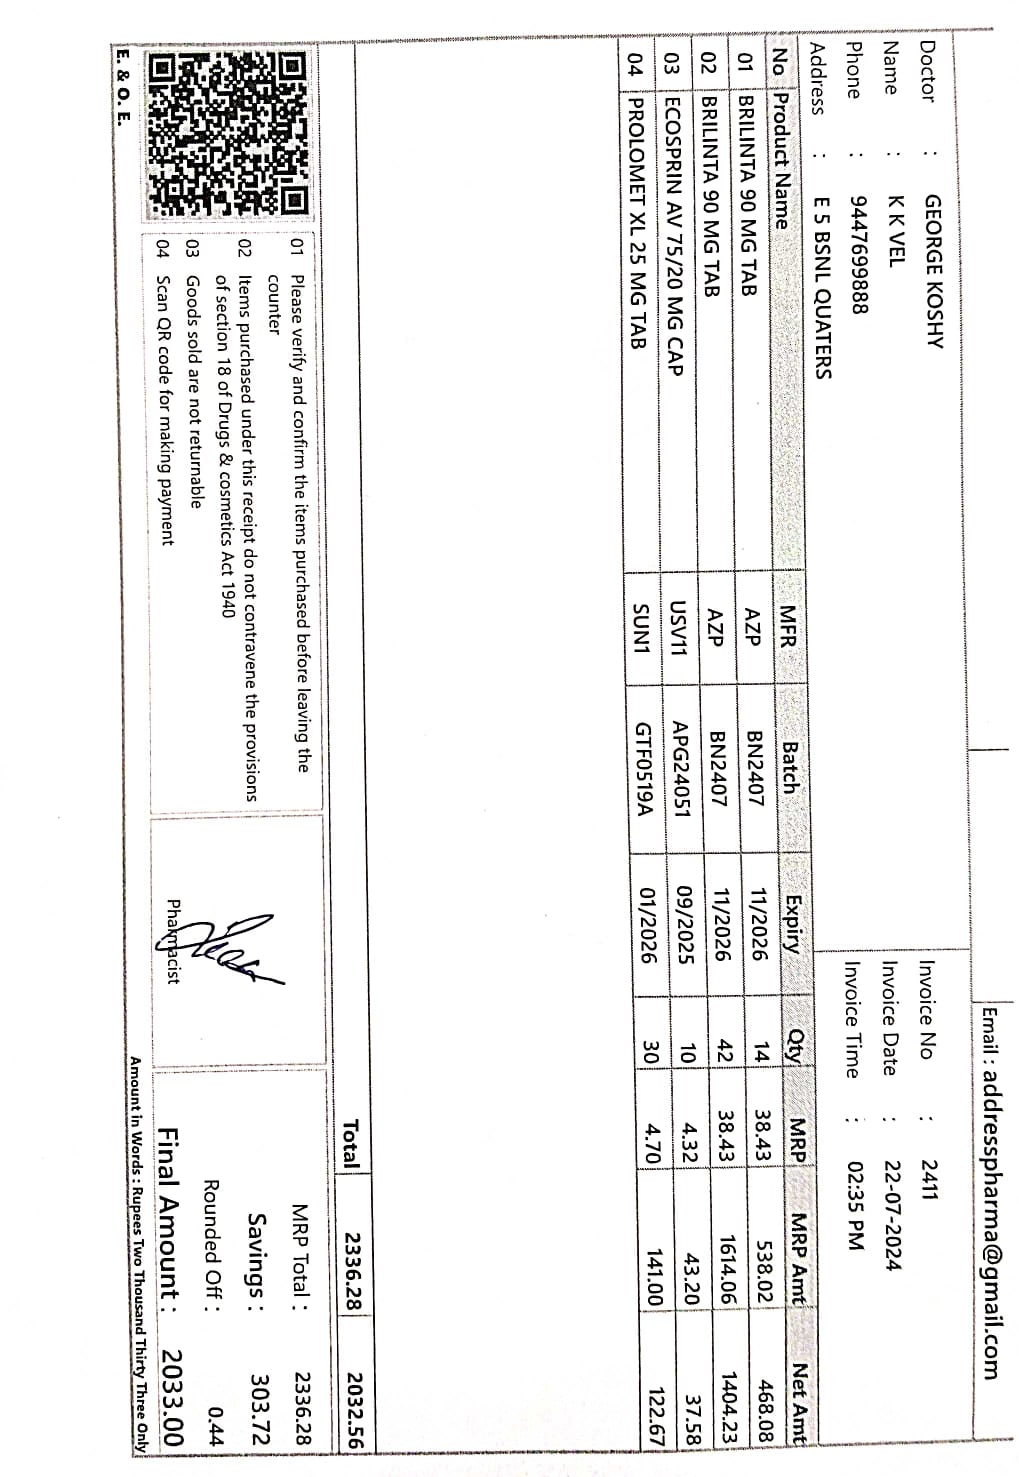 Email : addresspharma@gmail.com
Doctor : GEORGE KOSHY
Name : K K VEL
Phone : 9447699888
Address : E 5 BSNL QUATERS
Invoice No : 2411
Invoice Date : 22-07-2024
Invoice Time : 02:35 PM
No Product Name MFR Batch Expiry Qty MRP MRP Amt Net Amt
01 BRILINTA 90 MG TAB AZP BN2407 11/2026 14 38.43 538.02 468.08
02 BRILINTA 90 MG TAB AZP BN2407 11/2026 42 38.43 1614.06 1404.23
03 ECOSPRIN AV 75/20 MG CAP USV11 APG24051 09/2025 10 4.32 43.20 37.58
04 PROLOMET XL 25 MG TAB SUN1 GTF0519A 01/2026 30 4.70 141.00 122.67
Total 2336.28 2032.56
01 Please verify and confirm the items purchased before leaving the
counter
02 Items purchased under this receipt do not contravene the provisions
of section 18 of Drugs & cosmetics Act 1940
03 Goods sold are not returnable
04 Scan QR code for making payment
E. & O. E.
Pharmacist
MRP Total : 2336.28
Savings : 303.72
Rounded Off : 0.44
Final Amount : 2033.00
Amount in Words : Rupees Two Thousand Thirty Three Only